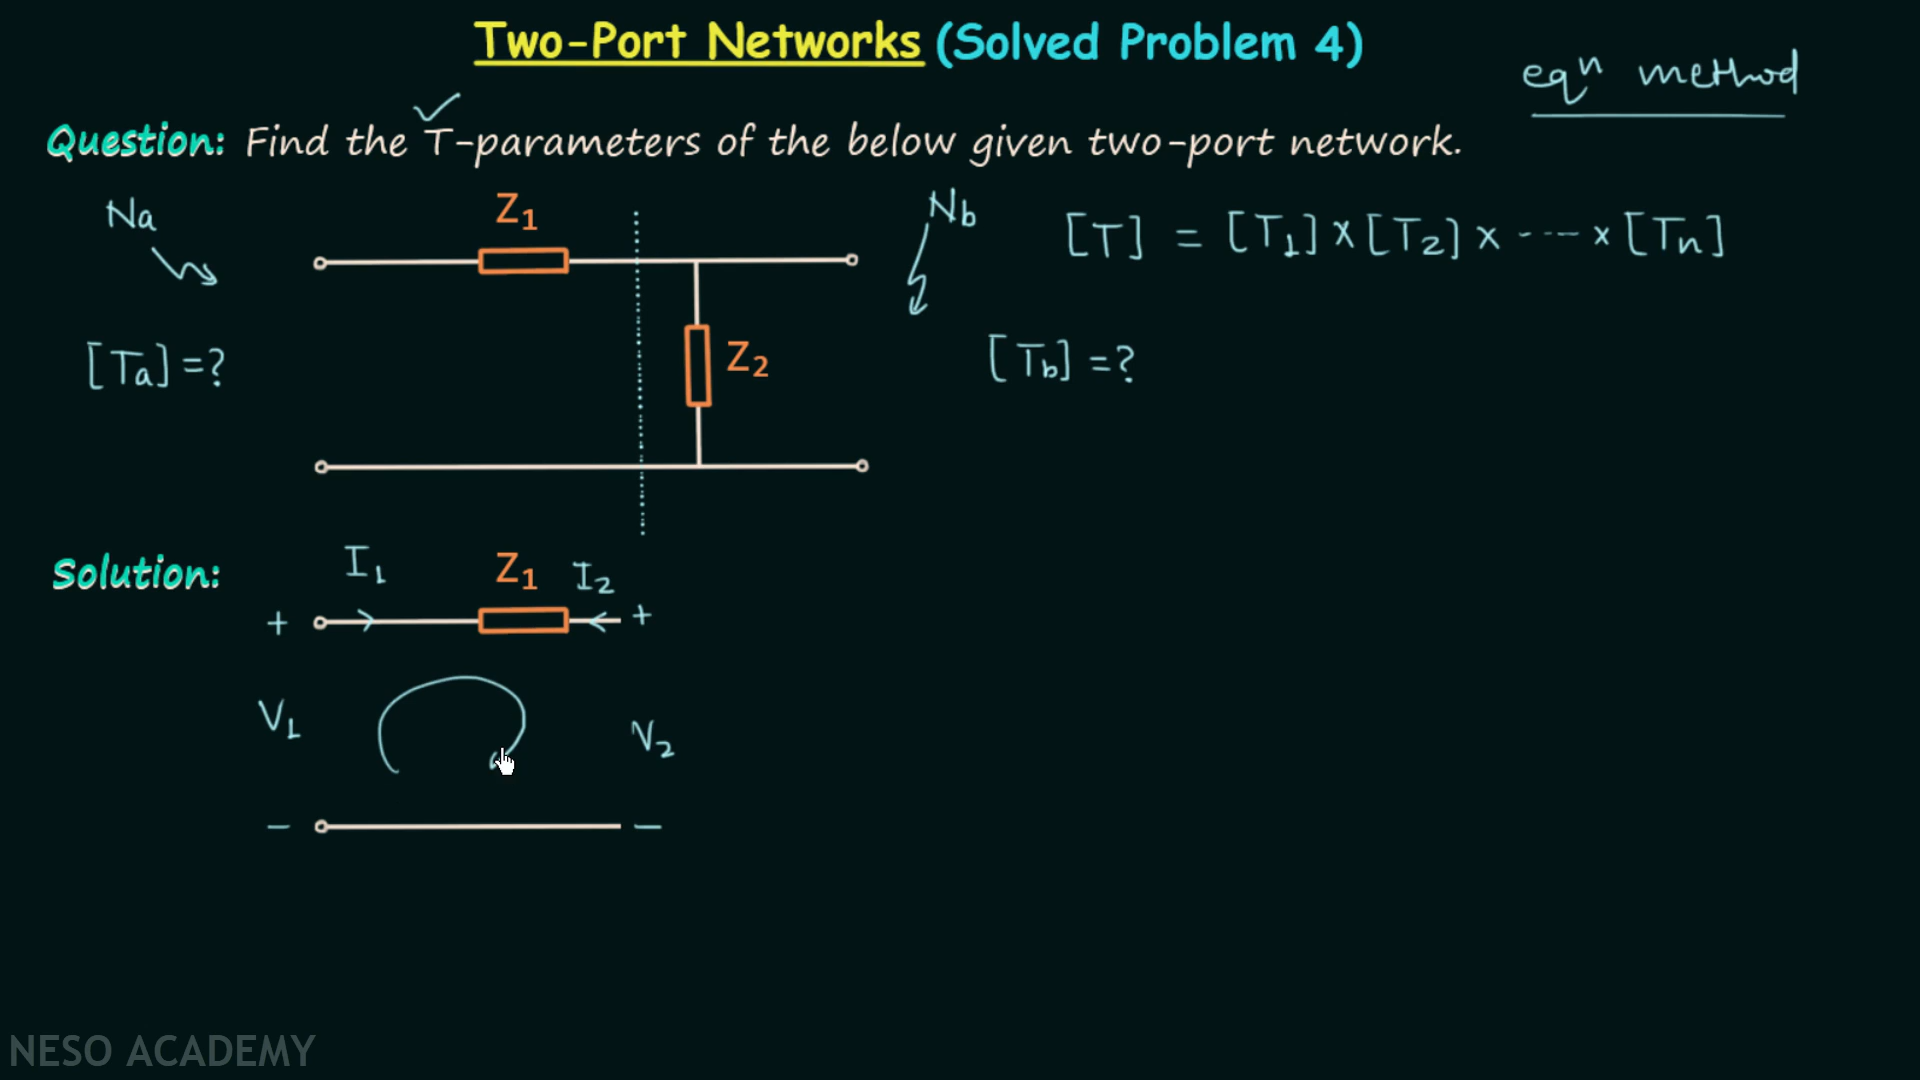 Two-Port Networks (Solved Problem 4)
eqn method
Question: Find the T-parameters of the below given two-port network.
Na
Z1
Nb
[T] = [T1] x [T2] x ---- x [Tn]
[Ta] = ?
Z2
[Tb] = ?
Solution:
I1
Z1
I2
+
+
V1
V2
-
-
NESO ACADEMY